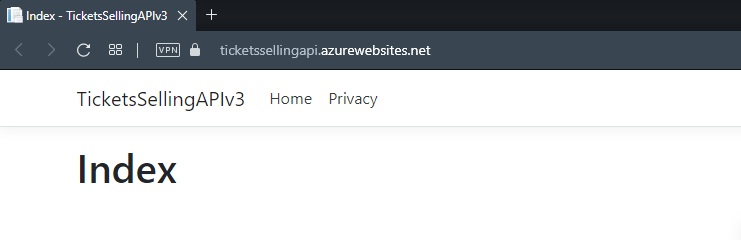 Index - TicketsSellingAPIv3
VPN ticketssellingapi.azurewebsites.net
TicketsSellingAPIv3 Home Privacy
Index